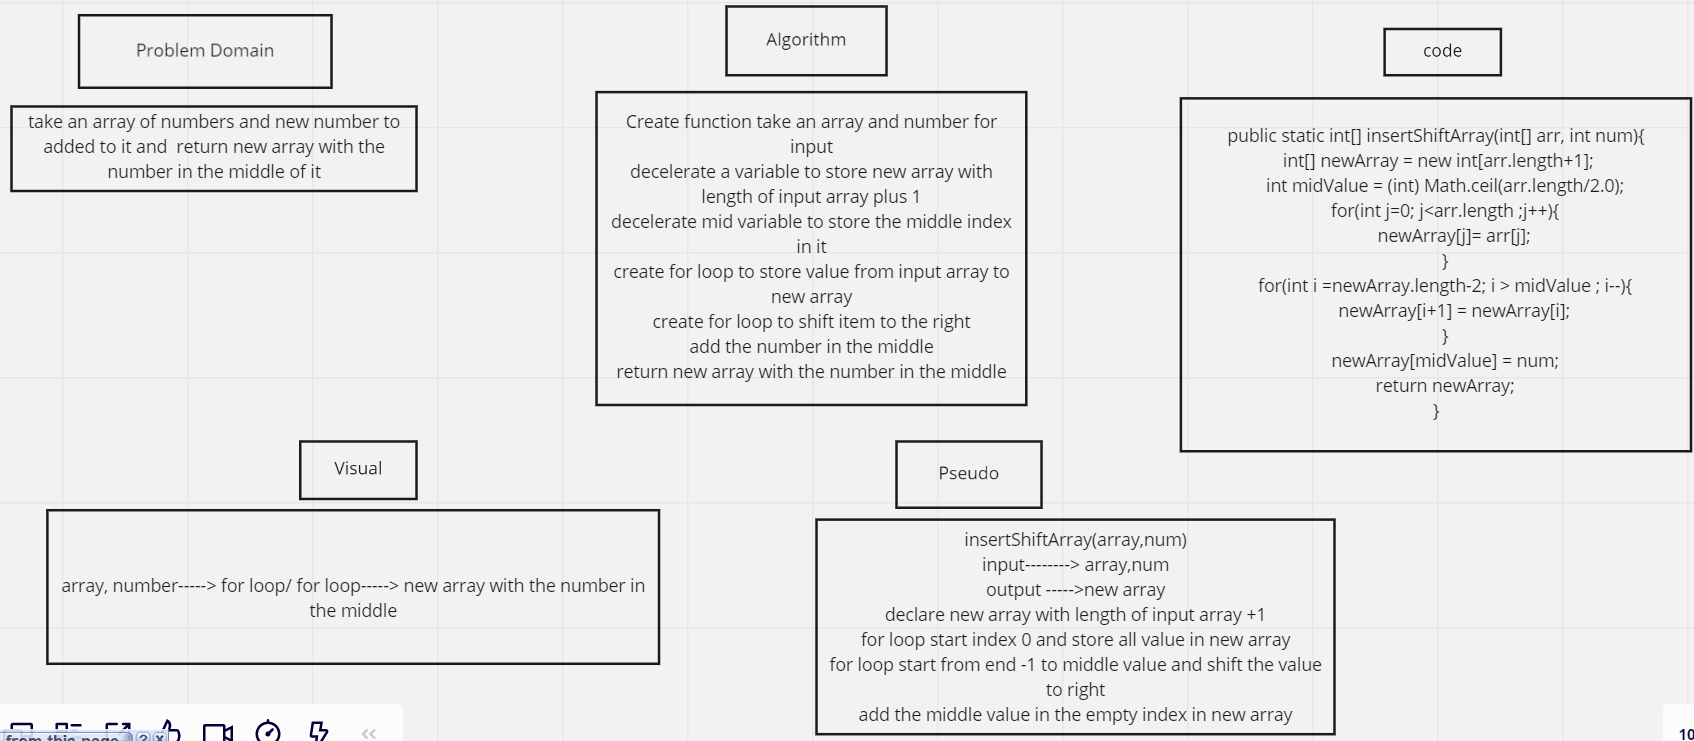 Problem Domain
take an array of numbers and new number to
added to it and  return new array with the
number in the middle of it
Algorithm
Create function take an array and number for
input
decelerate a variable to store new array with
length of input array plus 1
decelerate mid variable to store the middle index
in it
create for loop to store value from input array to
new array
create for loop to shift item to the right
add the number in the middle
return new array with the number in the middle
code
public static int[] insertShiftArray(int[] arr, int num){
int[] newArray = new int[arr.length+1];
int midValue = (int) Math.ceil(arr.length/2.0);
for(int j=0; j<arr.length ;j++){
newArray[j]= arr[j];
}
for(int i =newArray.length-2; i > midValue ; i--){
newArray[i+1] = newArray[i];
}
newArray[midValue] = num;
return newArray;
}
Visual
array, number-----> for loop/ for loop-----> new array with the number in
the middle
Pseudo
insertShiftArray(array,num)
input--------> array,num
output ----->new array
declare new array with length of input array +1
for loop start index 0 and store all value in new array
for loop start from end -1 to middle value and shift the value
to right
add the middle value in the empty index in new array
from this page
10